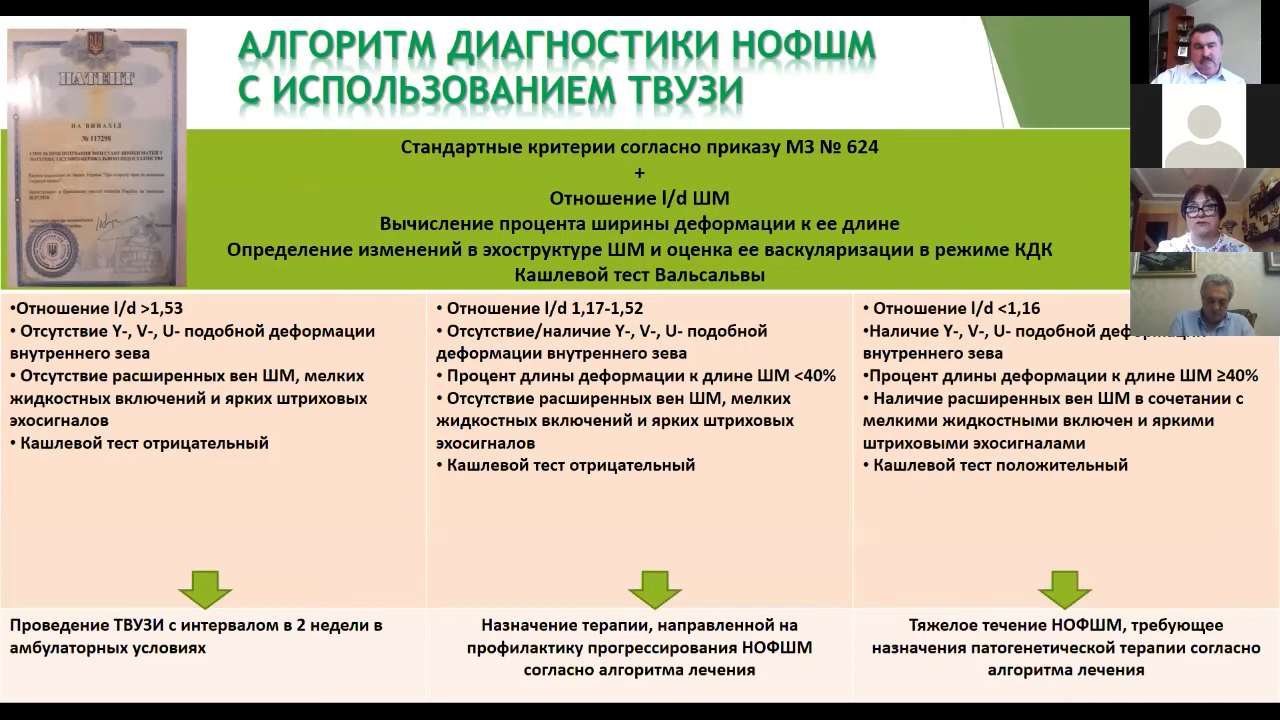 АЛГОРИТМ ДИАГНОСТИКИ НОФШМ
С ИСПОЛЬЗОВАНИЕМ ТВУЗИ
ПАТЕНТ
НА ВИНАХІД
№ 117298
Стандартные критерии согласно приказу МЗ № 624
+
Отношение l/d ШМ
Вычисление процента ширины деформации к ее длине
Определение изменений в эхоструктуре ШМ и оценка ее васкуляризации в режиме КДК
Кашлевой тест Вальсальвы
•Отношение l/d >1,53
• Отсутствие Y-, V-, U- подобной деформации
внутреннего зева
• Отсутствие расширенных вен ШМ, мелких
жидкостных включений и ярких штриховых
эхосигналов
• Кашлевой тест отрицательный
• Отношение l/d 1,17-1,52
• Отсутствие/наличие Y-, V-, U- подобной
деформации внутреннего зева
• Процент длины деформации к длине ШМ <40%
• Отсутствие расширенных вен ШМ, мелких
жидкостных включений и ярких штриховых
эхосигналов
• Кашлевой тест отрицательный
• Отношение l/d <1,16
•Наличие Y-, V-, U- подобной деформации
внутреннего зева
•Процент длины деформации к длине ШМ ≥40%
• Наличие расширенных вен ШМ в сочетании с
мелкими жидкостными включен и яркими
штриховыми эхосигналами
• Кашлевой тест положительный
Проведение ТВУЗИ с интервалом в 2 недели в
амбулаторных условиях
Назначение терапии, направленной на
профилактику прогрессирования НОФШМ
согласно алгоритма лечения
Тяжелое течение НОФШМ, требующее
назначения патогенетической терапии согласно
алгоритма лечения